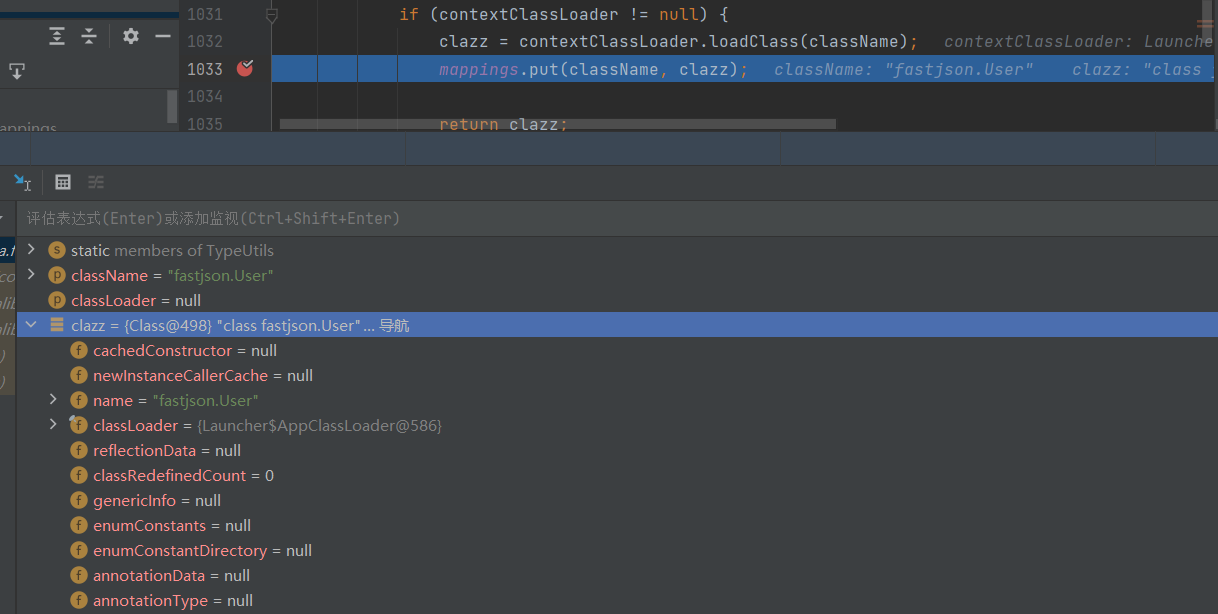 1031 if (contextClassLoader != null) {
1032 clazz = contextClassLoader.loadClass(className); contextClassLoader: Launche
1033 mappings.put(className, clazz); className: "fastjson.User" clazz: "class
1034
appings
1035 return clazz;
评估表达式(Enter)或添加监视(Ctrl+Shift+Enter)
a.f
s static members of TypeUtils
co
p className = "fastjson.User"
alib
p classLoader = null
alib
clazz = {Class@498} "class fastjson.User" ... 导航
)
f cachedConstructor = null
)
f newInstanceCallerCache = null
f name = "fastjson.User"
f classLoader = {Launcher$AppClassLoader@586}
f reflectionData = null
f classRedefinedCount = 0
f genericInfo = null
f enumConstants = null
f enumConstantDirectory = null
f annotationData = null
f annotationType = null